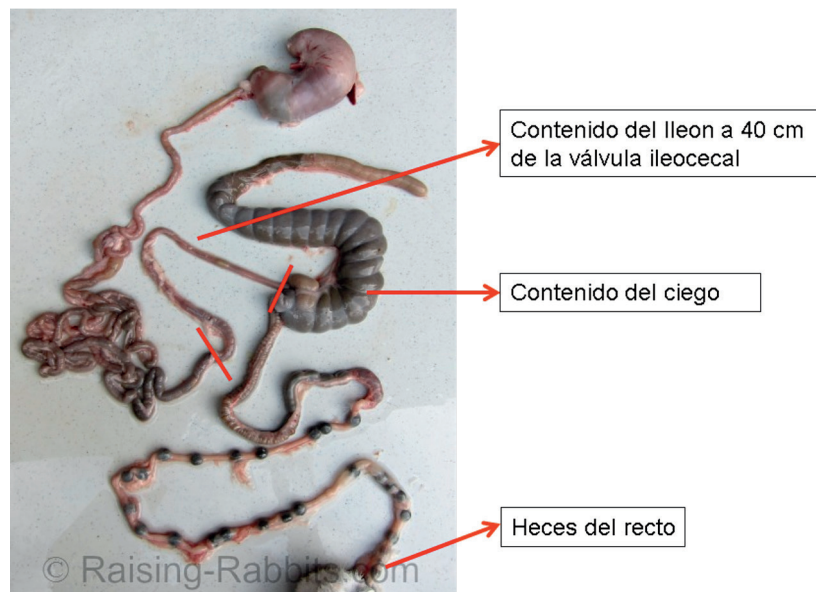 Contenido del Ileon a 40 cm
de la válvula ileocecal
Contenido del ciego
Heces del recto
© Raising-Rabbits.com